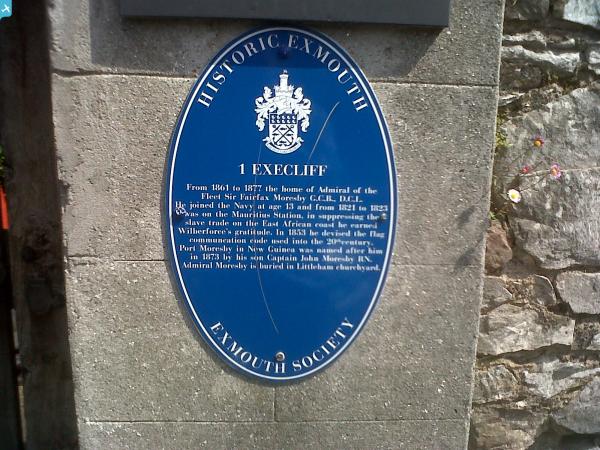 HISTORIC EXMOUTH
1 EXECLIFF
From 1861 to 1877 the home of Admiral of the
Fleet Sir Fairfax Moresby G.C.B., D.C.L.
He joined the Navy at age 13 and from 1821 to 1823
was on the Mauritius Station, in suppressing the
slave trade on the East African coast he earned
Wilberforce's gratitude. In 1853 he devised the flag
communcation code used into the 20th century.
Port Moresby in New Guinea was named after him
in 1873 by his son Captain John Moresby RN.
Admiral Moresby is buried in Littleham churchyard.
EXMOUTH SOCIETY